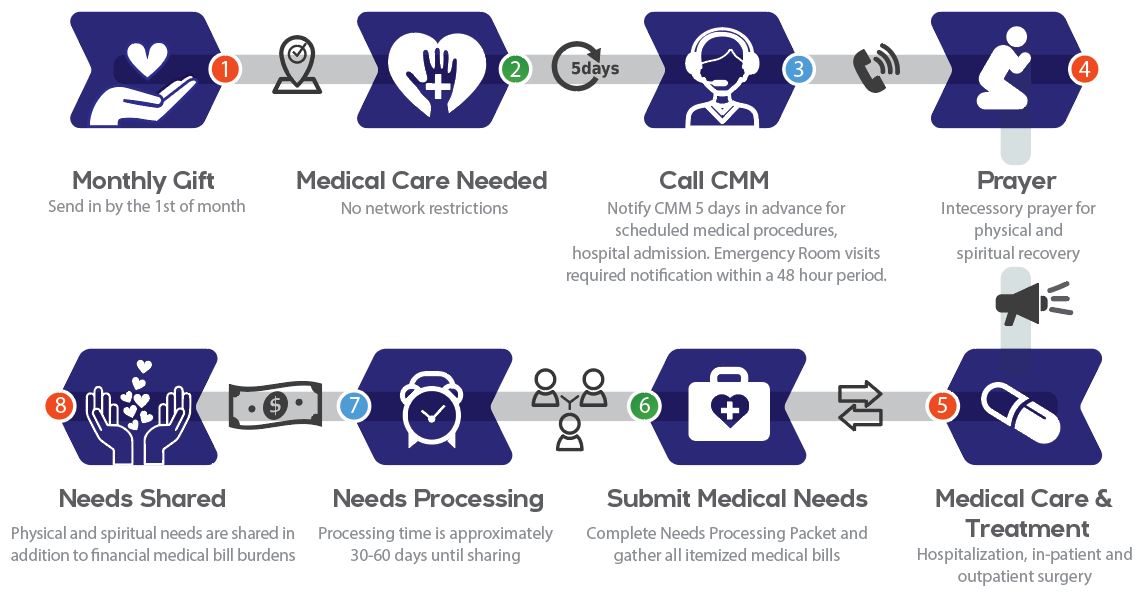 1
2
5days
3
4
Monthly Gift
Send in by the 1st of month
Medical Care Needed
No network restrictions
Call CMM
Notify CMM 5 days in advance for
scheduled medical procedures,
hospital admission. Emergency Room visits
required notification within a 48 hour period.
Prayer
Intecessory prayer for
physical and
spiritual recovery
8
$
7
6
5
Needs Shared
Physical and spiritual needs are shared in
addition to financial medical bill burdens
Needs Processing
Processing time is approximately
30-60 days until sharing
Submit Medical Needs
Complete Needs Processing Packet and
gather all itemized medical bills
Medical Care &
Treatment
Hospitalization, in-patient and
outpatient surgery